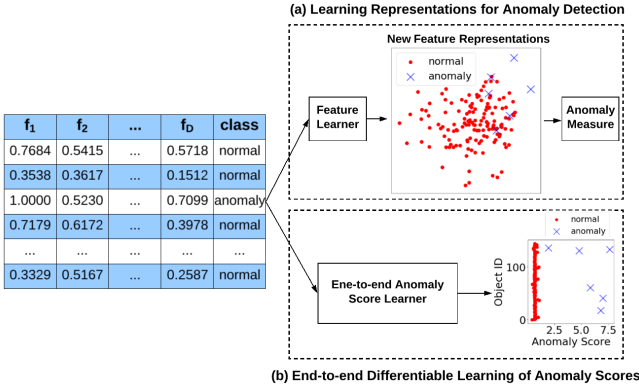 (a) Learning Representations for Anomaly Detection
New Feature Representations
normal
anomaly
Feature
Learner
Anomaly
Measure
f1 f2 ... fD class
0.7684 0.5415 ... 0.5718 normal
0.3538 0.3617 ... 0.1512 normal
1.0000 0.5230 ... 0.7099 anomaly
0.7179 0.6172 ... 0.3978 normal
... ... ... ... ...
0.3329 0.5167 ... 0.2587 normal
Ene-to-end Anomaly
Score Learner
normal
anomaly
Object ID
100
0
2.5 5.0 7.5
Anomaly Score
(b) End-to-end Differentiable Learning of Anomaly Scores